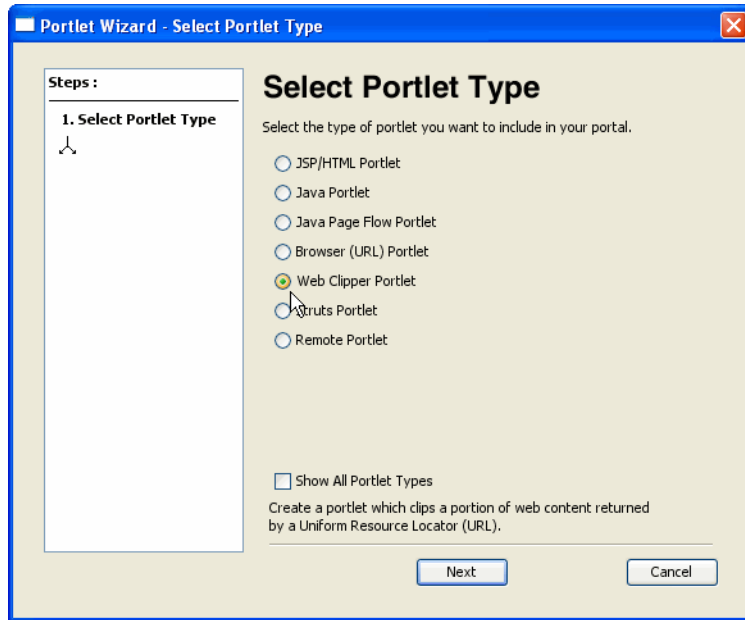 Portlet Wizard - Select Portlet Type
Steps :
1. Select Portlet Type
Select Portlet Type
Select the type of portlet you want to include in your portal.
JSP/HTML Portlet
Java Portlet
Java Page Flow Portlet
Browser (URL) Portlet
Web Clipper Portlet
Struts Portlet
Remote Portlet
Show All Portlet Types
Create a portlet which clips a portion of web content returned
by a Uniform Resource Locator (URL).
Next
Cancel